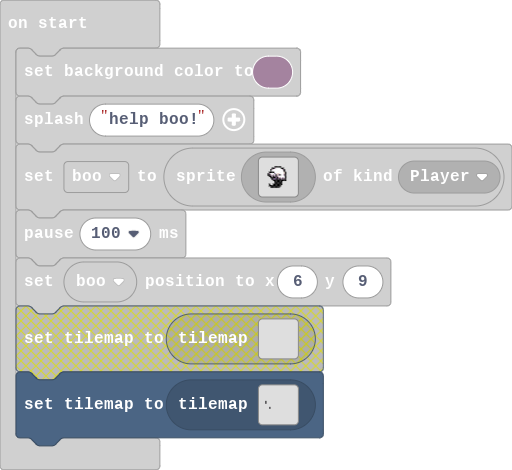 on start
set background color to
splash "help boo!"
set boo to sprite of kind Player
pause 100 ms
set boo position to x 6 y 9
set tilemap to tilemap
set tilemap to tilemap